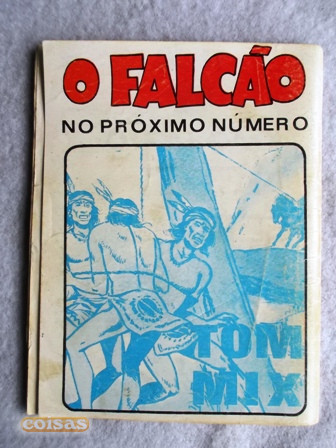 O FALCÃO
NO PRÓXIMO NÚMERO
TOM
MIX
coisas